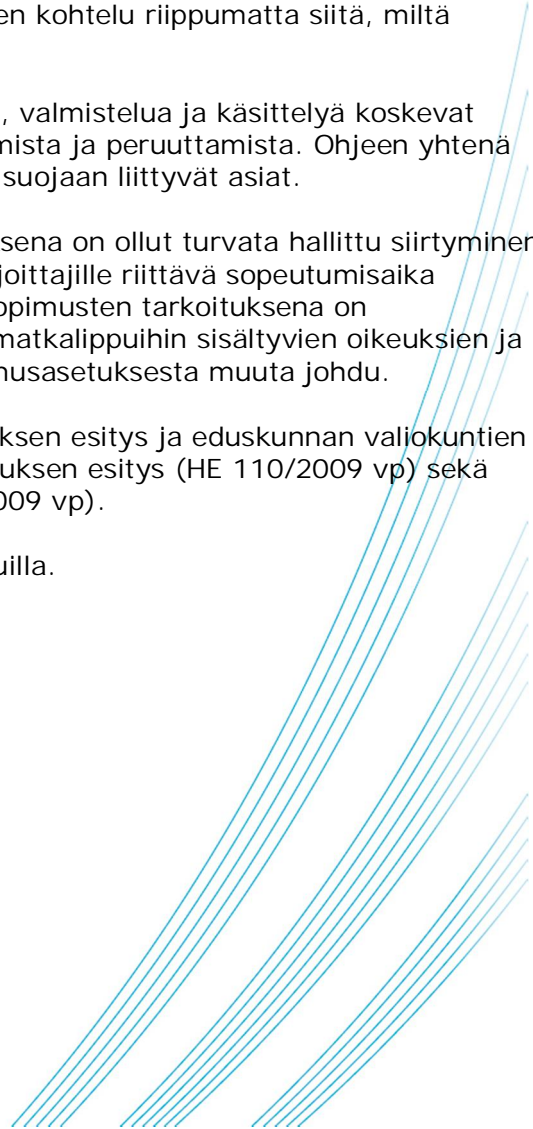 en kohtelu riippumatta siitä, miltä
, valmistelua ja käsittelyä koskevat
mista ja peruuttamista. Ohjeen yhtenä
suojaan liittyvät asiat.
sena on ollut turvata hallittu siirtyminen
joittajille riittävä sopeutumisaika
opimusten tarkoituksena on
matkalippuihin sisältyvien oikeuksien ja
nusasetuksesta muuta johdu.
ksen esitys ja eduskunnan valiokuntien
uksen esitys (HE 110/2009 vp) sekä
009 vp).
uilla.